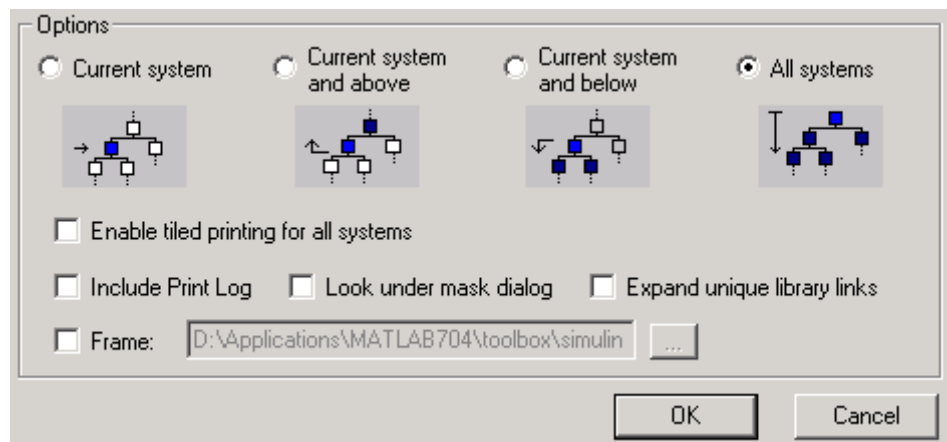 Options
Current system
Current system
and above
Current system
and below
All systems
Enable tiled printing for all systems
Include Print Log
Look under mask dialog
Expand unique library links
Frame:
D:\Applications\MATLAB704\toolbox\simulin
...
OK
Cancel